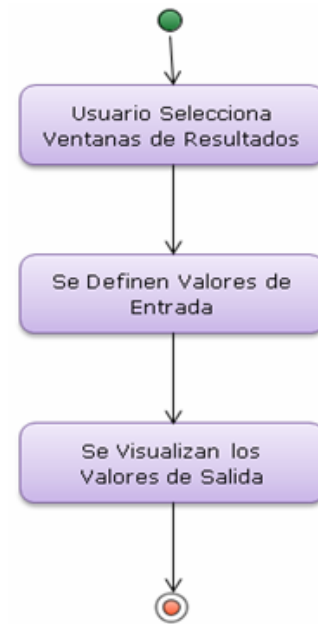 Usuario Selecciona
Ventanas de Resultados
Se Definen Valores de
Entrada
Se Visualizan los
Valores de Salida